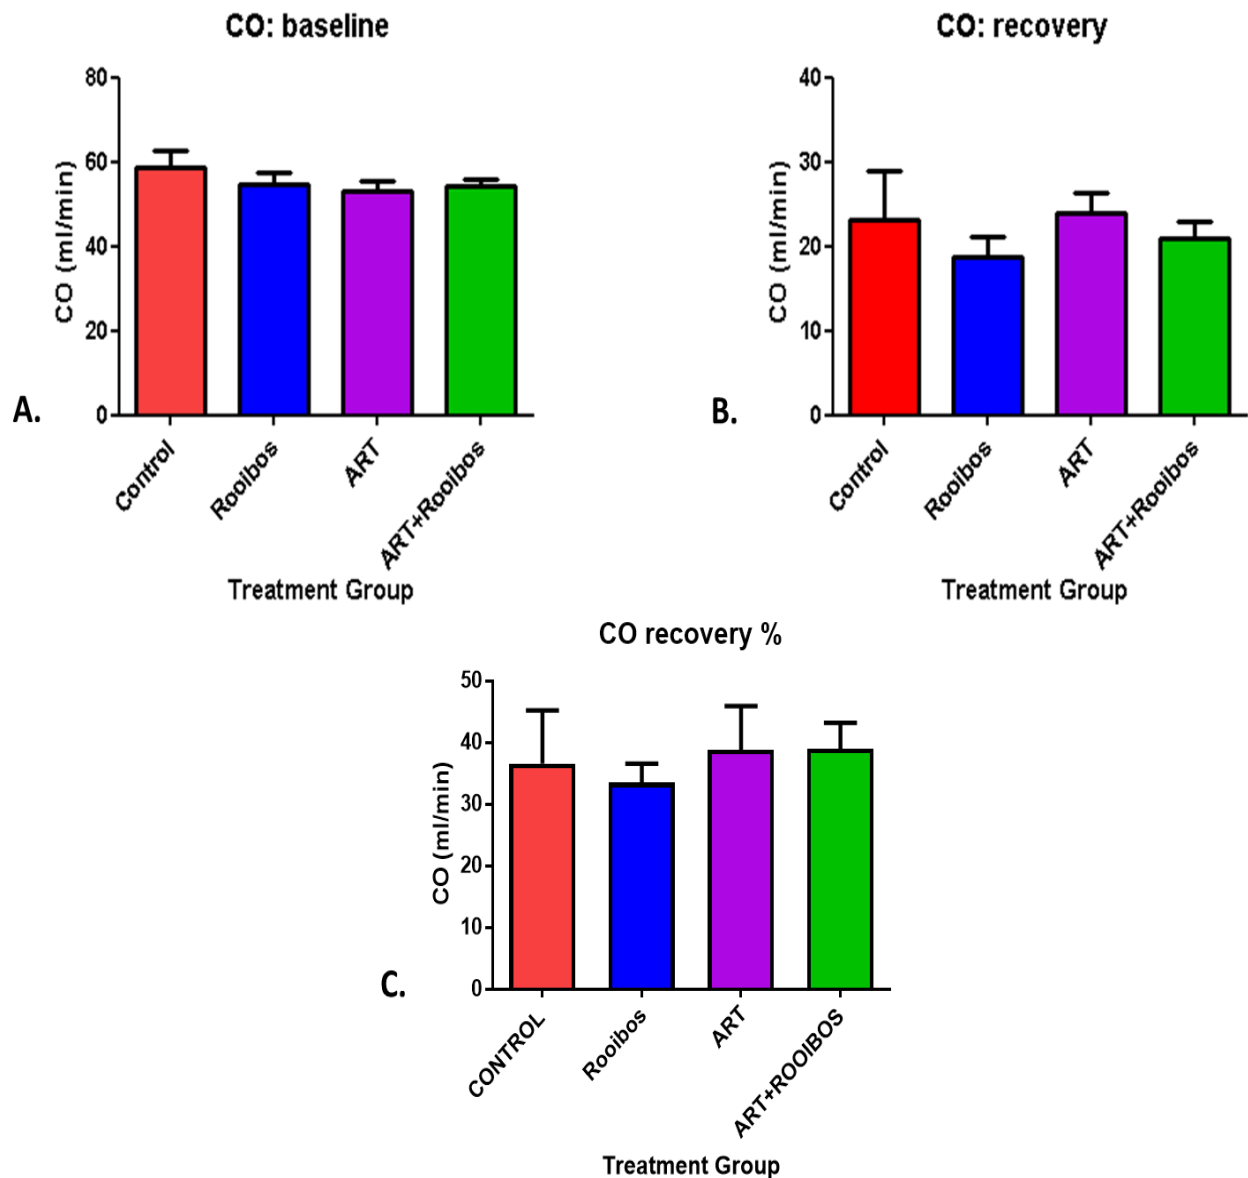 CO: baseline
80
60
40
20
0
CO (ml/min)
A.
Control
Rooibos
ART
ART+Rooibos
Treatment Group
CO: recovery
40
30
20
10
0
CO (ml/min)
B.
Control
Rooibos
ART
ART+Rooibos
Treatment Group
CO recovery %
50
40
30
20
10
0
CO (ml/min)
C.
CONTROL
Rooibos
ART
ART+ROOIBOS
Treatment Group